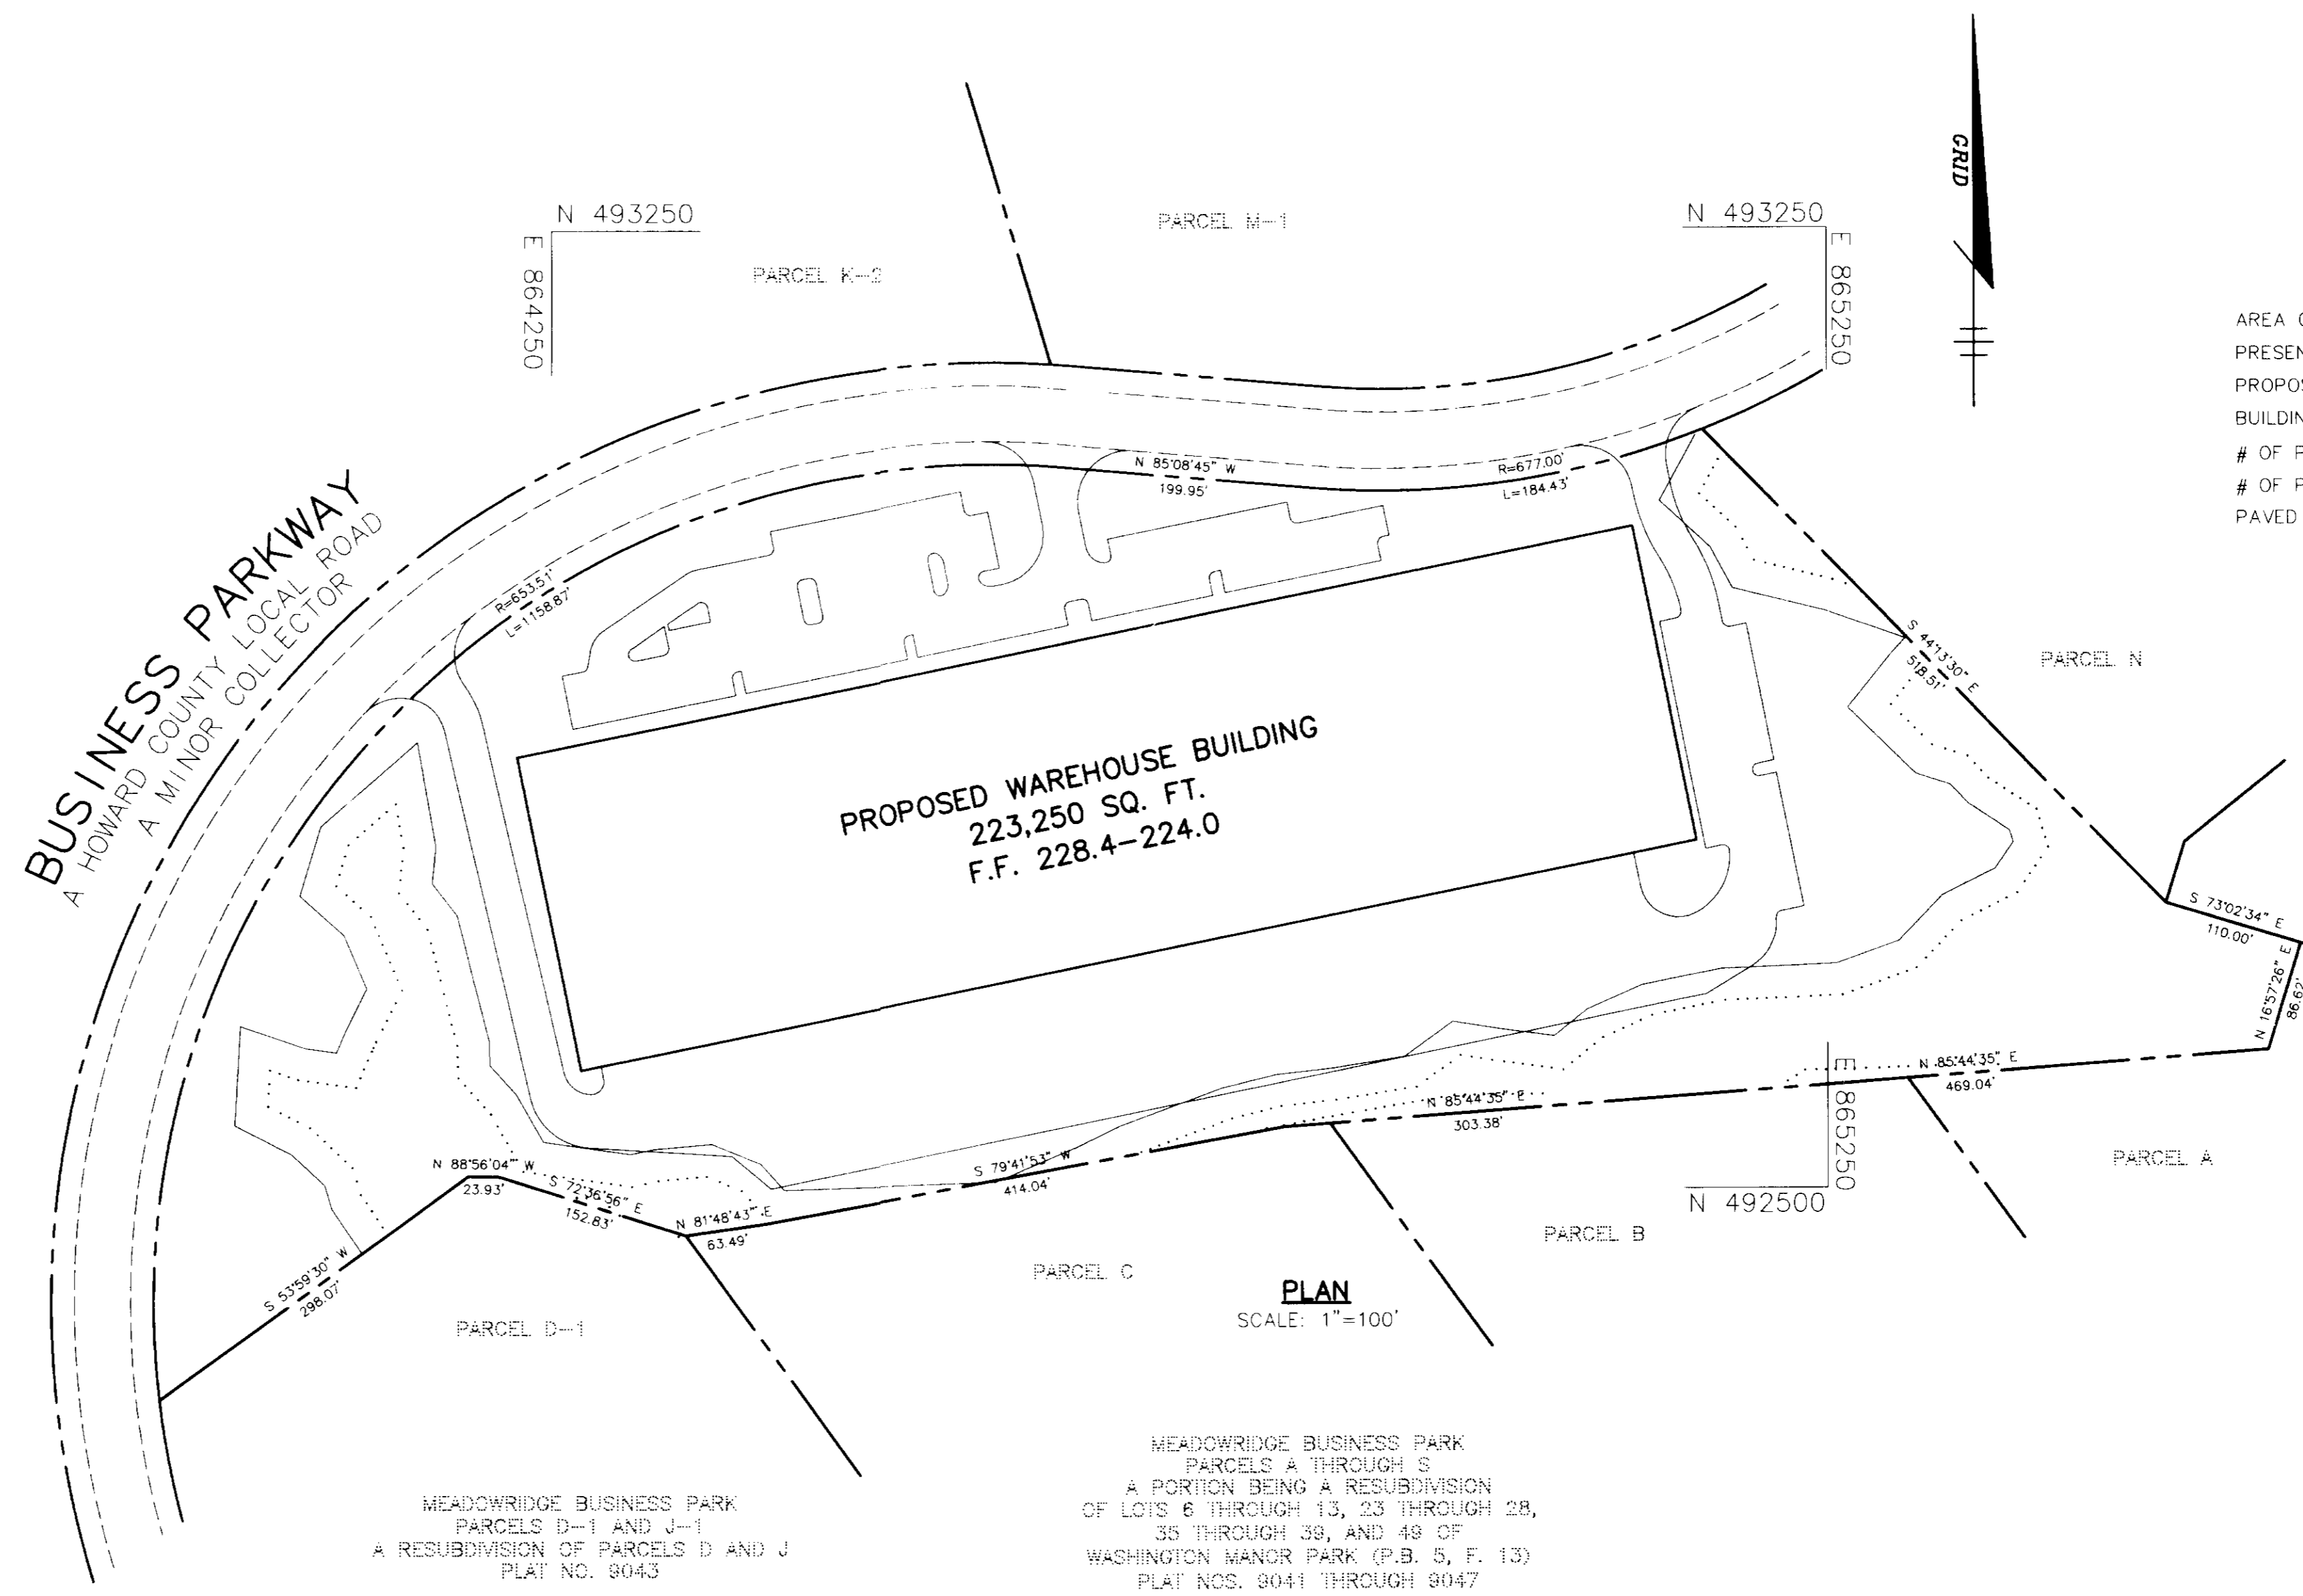 GRID
N 493250
E 864250
N 493250
E 865250
PARCEL M-1
PARCEL K-2
AREA
PRESEN
PROPOS
BUILDIN
# OF P
# OF P
PAVED
BUSINESS PARKWAY
A HOWARD COUNTY LOCAL ROAD
A MINOR COLLECTOR
R=653.51'
L=1158.87'
N 85°08'45" W
199.95'
R=677.00'
L=184.43'
S 44°13'30" E
518.51'
PARCEL N
PROPOSED WAREHOUSE BUILDING
223,250 SQ. FT.
F.F. 228.4-224.0
S 73°02'34" E
110.00'
N 16°57'26" E
86.62'
N 85°44'35" E
469.04'
N 85°44'35" E
303.38'
E 865250
N 492500
PARCEL A
PARCEL B
S 79°41'53" W
414.04'
N 88°56'04" W
23.93'
S 72°36'56" E
152.83'
N 81°48'43" E
63.49'
S 53°59'30" W
298.07'
PARCEL C
PARCEL D-1
PLAN
SCALE: 1"=100'
MEADOWRIDGE BUSINESS PARK
PARCELS D-1 AND J-1
A RESUBDIVISION OF PARCELS D AND J
PLAT NO. 9043
MEADOWRIDGE BUSINESS PARK
PARCELS A THROUGH S
A PORTION BEING A RESUBDIVISION
OF LOTS 6 THROUGH 13, 23 THROUGH 28,
35 THROUGH 39, AND 49 OF
WASHINGTON MANOR PARK (P.B. 5, F. 13)
PLAT NOS. 9041 THROUGH 9047